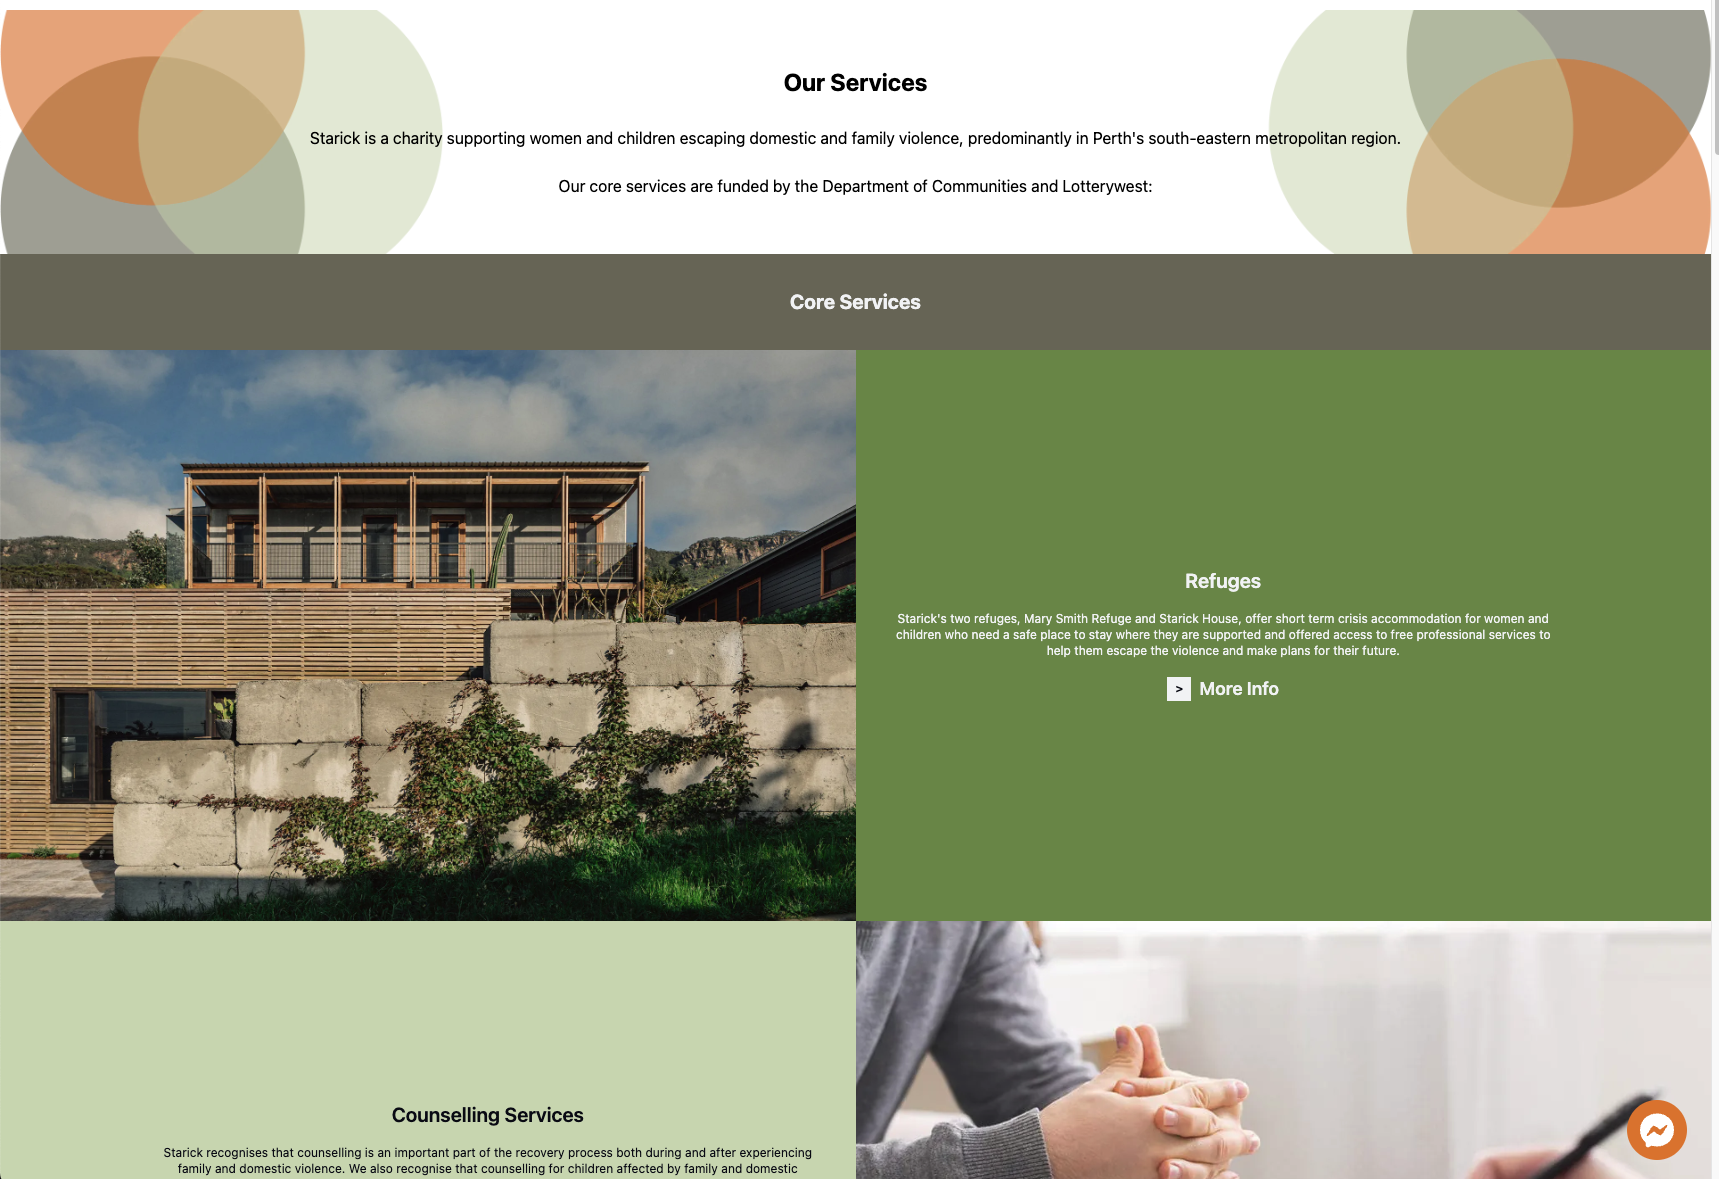 Our Services
Starick is a charity supporting women and children escaping domestic and family violence, predominantly in Perth's south-eastern metropolitan region.
Our core services are funded by the Department of Communities and Lotterywest:
Core Services
Refuges
Starick's two refuges, Mary Smith Refuge and Starick House, offer short term crisis accommodation for women and
children who need a safe place to stay where they are supported and offered access to free professional services to
help them escape the violence and make plans for their future.
> More Info
Counselling Services
Starick recognises that counselling is an important part of the recovery process both during and after experiencing
family and domestic violence. We also recognise that counselling for children affected by family and domestic